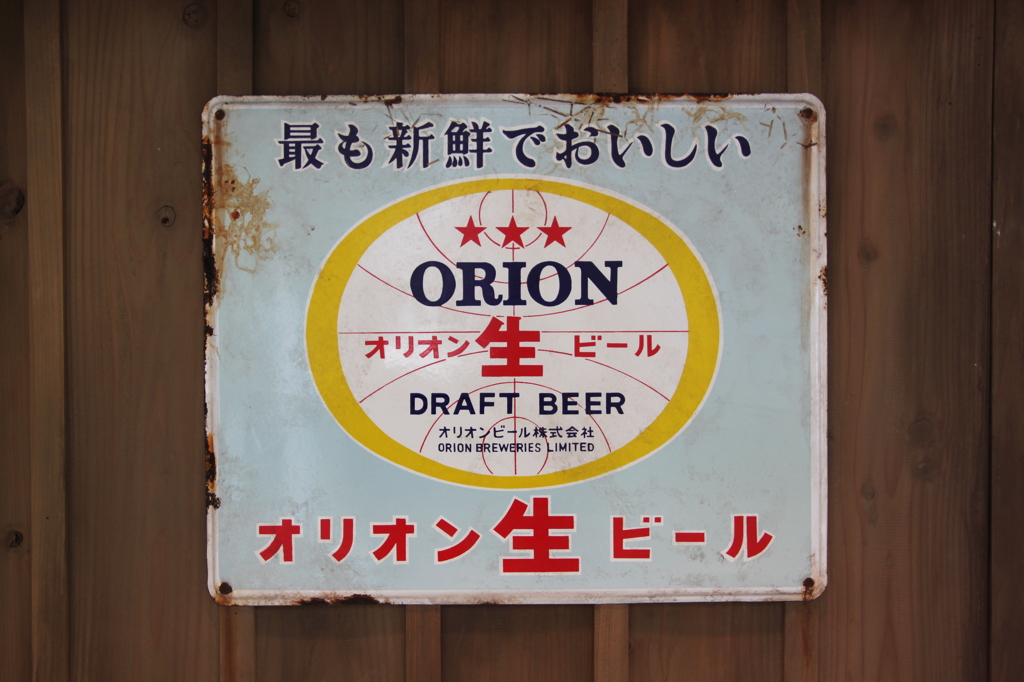 最も新鮮でおいしい
ORION
オリオン生ビール
DRAFT BEER
オリオンビール株式会社
ORION BREWERIES LIMITED
オリオン生ビール